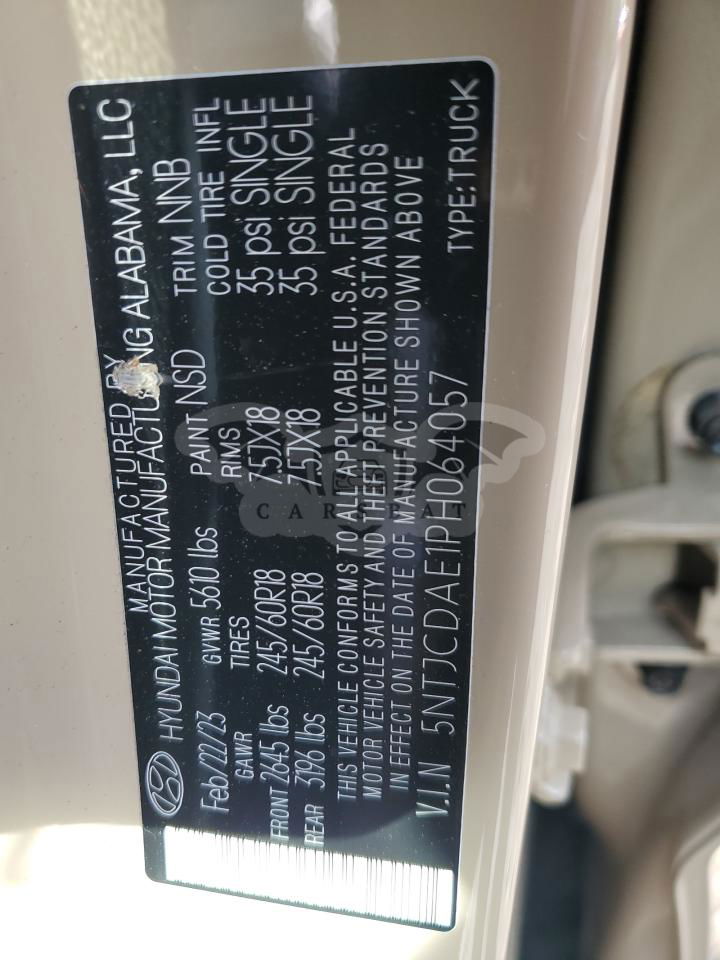 MANUFACTURED BY
HYUNDAI MOTOR MANUFACTURING ALABAMA, LLC
Feb/22/23 GVWR 5610 lbs PAINT NSD TRIM NNB
GAWR TIRES RIMS COLD TIRE INFL
FRONT 2645 lbs 245/60R18 7.5JX18 35 psi SINGLE
REAR 3196 lbs 245/60R18 7.5JX18 35 psi SINGLE
THIS VEHICLE CONFORMS TO ALL APPLICABLE U.S.A. FEDERAL
MOTOR VEHICLE SAFETY AND THEFT PREVENTION STANDARDS
IN EFFECT ON THE DATE OF MANUFACTURE SHOWN ABOVE
V.I.N 5NTJCDAE1PH064057 TYPE:TRUCK
CARSBAT